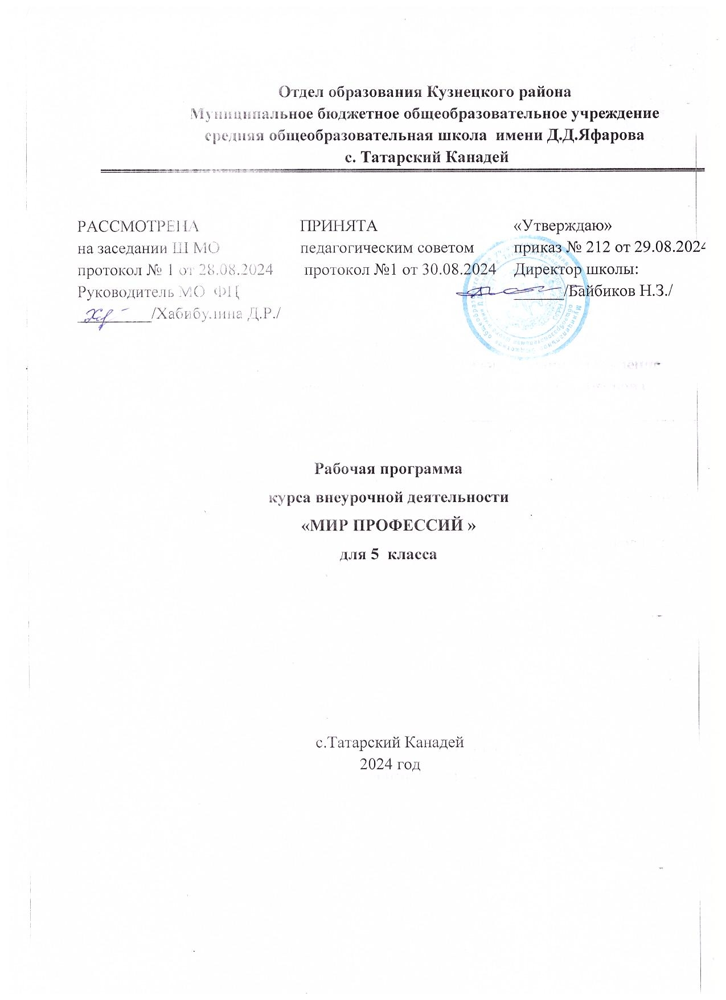 Отдел образования Кузнецкого района
Муниципальное бюджетное общеобразовательное учреждение
средняя общеобразовательная школа имени Д.Д.Яфарова
с. Татарский Канадей
РАССМОТРЕНА
на заседании Ш МО
протокол № 1 от 28.08.2024
Руководитель МО ФЦ
/Хабибулина Д.Р./
ПРИНЯТА
педагогическим советом
протокол №1 от 30.08.2024
«Утверждаю»
приказ № 212 от 29.08.2024
Директор школы:
/Байбиков Н.З./
Рабочая программа
курса внеурочной деятельности
«МИР ПРОФЕССИЙ »
для 5 класса
с.Татарский Канадей
2024 год